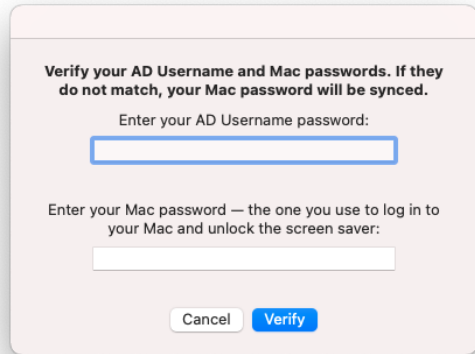 Verify your AD Username and Mac passwords. If they
do not match, your Mac password will be synced.
Enter your AD Username password:
Enter your Mac password — the one you use to log in to
your Mac and unlock the screen saver:
Cancel
Verify